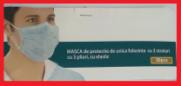 MASCA de protectie de unica folosinta cu 3 straturi
cu 3 pliuri, cu elastic